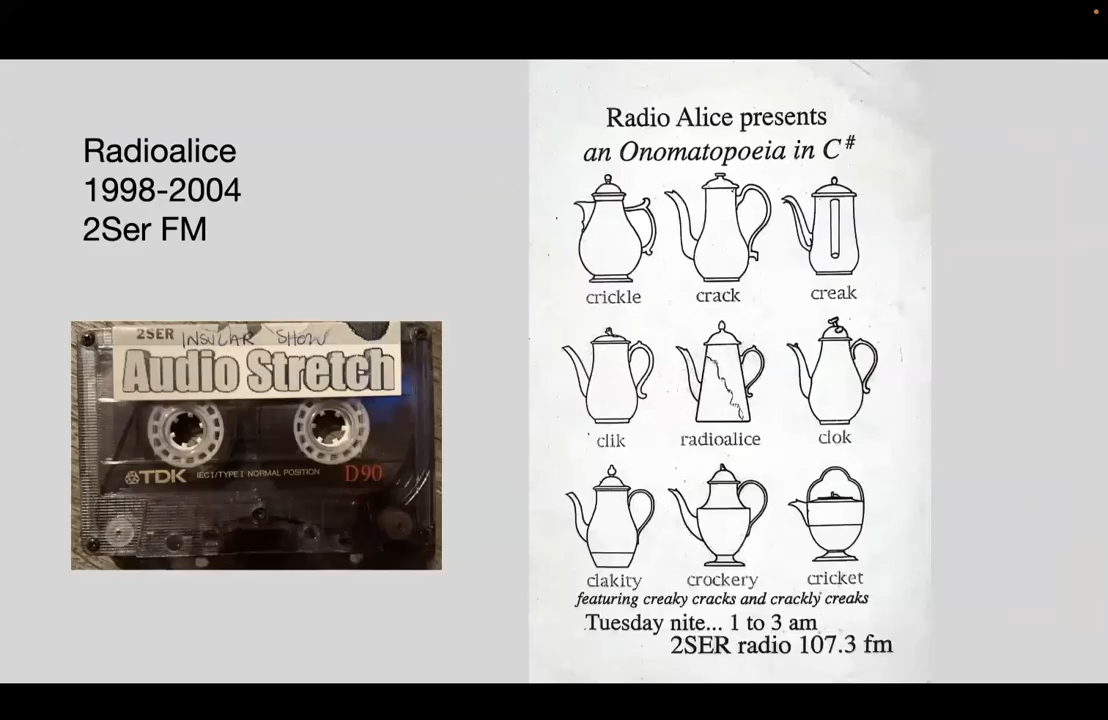 Radioalice
1998-2004
2Ser FM
2SER INSULAR SHOW
Audio Stretch
TDK IECI/TYPE I NORMAL POSITION D90
Radio Alice presents
an Onomatopoeia in C#
crickle crack creak
clik radioalice clok
clakity crockery cricket
featuring creaky cracks and crackly creaks
Tuesday nite... 1 to 3 am
2SER radio 107.3 fm